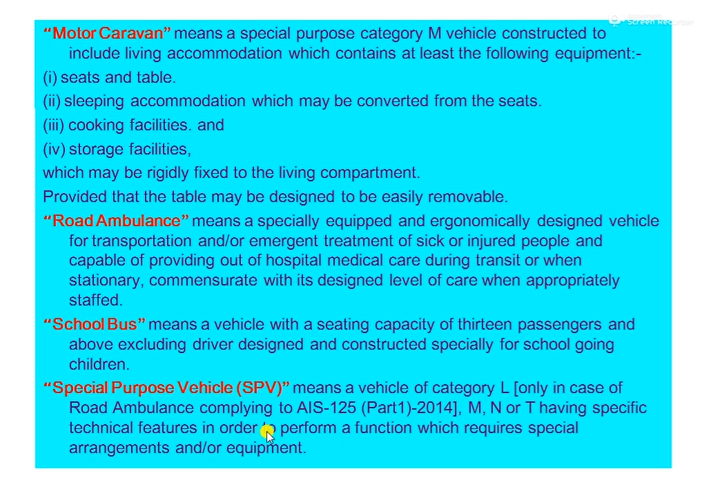 Screen Recorder
“Motor Caravan” means a special purpose category M vehicle constructed to
include living accommodation which contains at least the following equipment:-
(i) seats and table.
(ii) sleeping accommodation which may be converted from the seats.
(iii) cooking facilities. and
(iv) storage facilities,
which may be rigidly fixed to the living compartment.
Provided that the table may be designed to be easily removable.
“Road Ambulance” means a specially equipped and ergonomically designed vehicle
for transportation and/or emergent treatment of sick or injured people and
capable of providing out of hospital medical care during transit or when
stationary, commensurate with its designed level of care when appropriately
staffed.
“School Bus” means a vehicle with a seating capacity of thirteen passengers and
above excluding driver designed and constructed specially for school going
children.
“Special Purpose Vehicle (SPV)” means a vehicle of category L [only in case of
Road Ambulance complying to AIS-125 (Part1)-2014], M, N or T having specific
technical features in order to perform a function which requires special
arrangements and/or equipment.